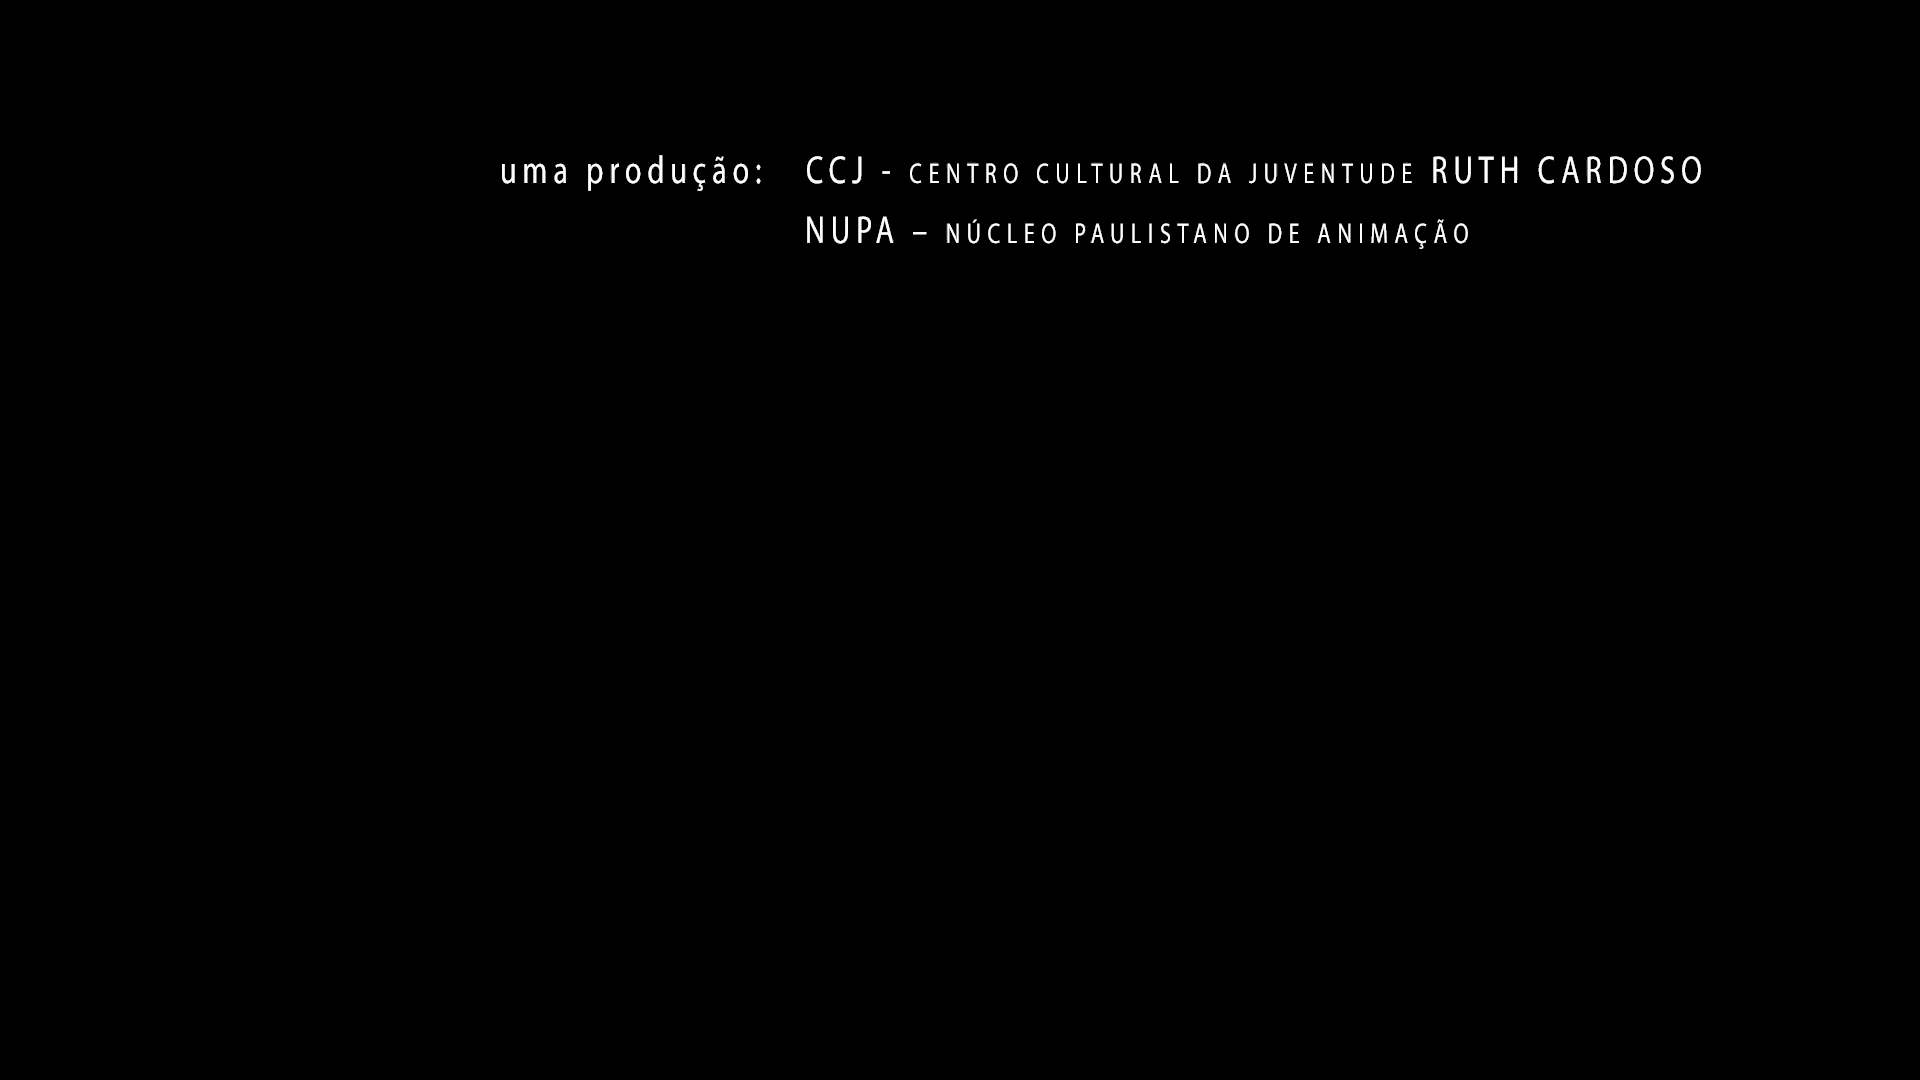 uma produção: CCJ - CENTRO CULTURAL DA JUVENTUDE RUTH CARDOSO
NUPA – NÚCLEO PAULISTANO DE ANIMAÇÃO